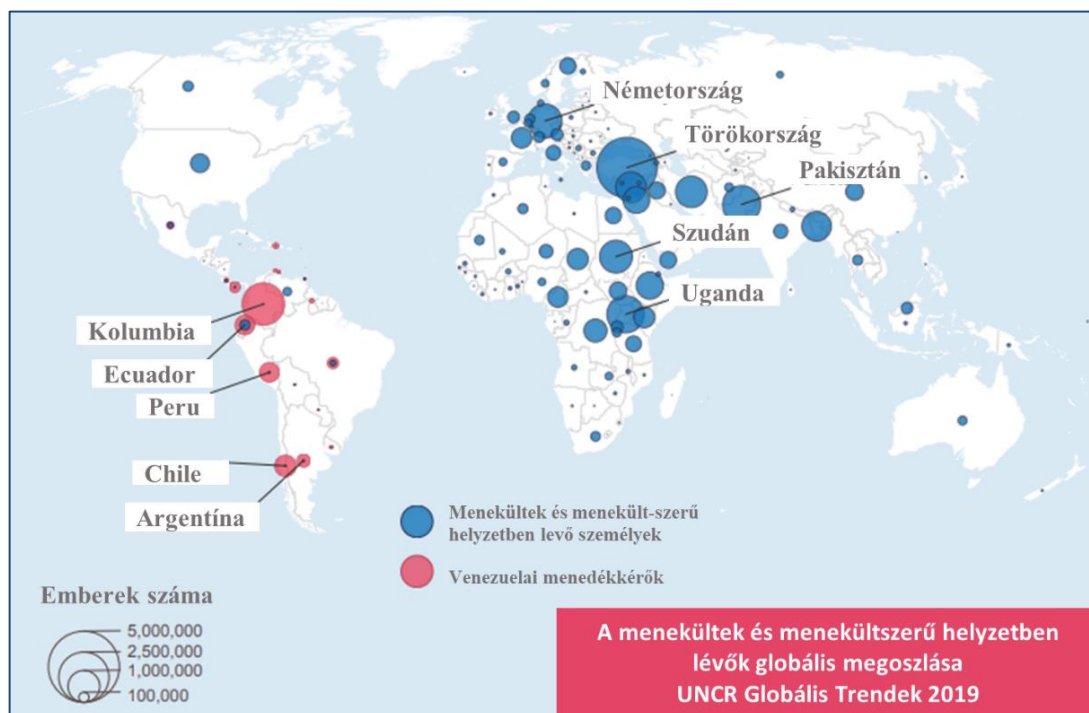 Németország
Törökország
Pakisztán
Szudán
Uganda
Kolumbia
Ecuador
Peru
Chile
Argentína
Menekültek és menekült-szerű
helyzetben levő személyek
Venezuelai menedékkérők
Emberek száma
5,000,000
2,500,000
1,000,000
100,000
A menekültek és menekültszerű helyzetben
lévők globális megoszlása
UNCR Globális Trendek 2019